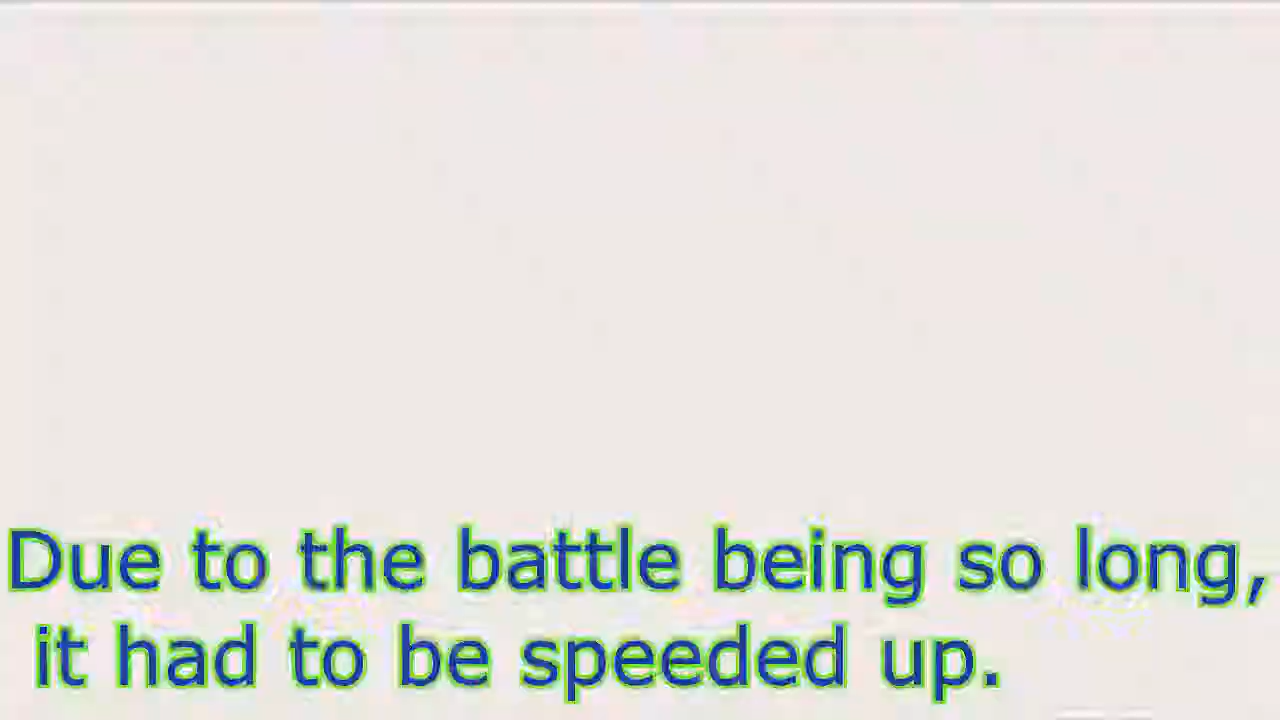 Due to the battle being so long,
it had to be speeded up.